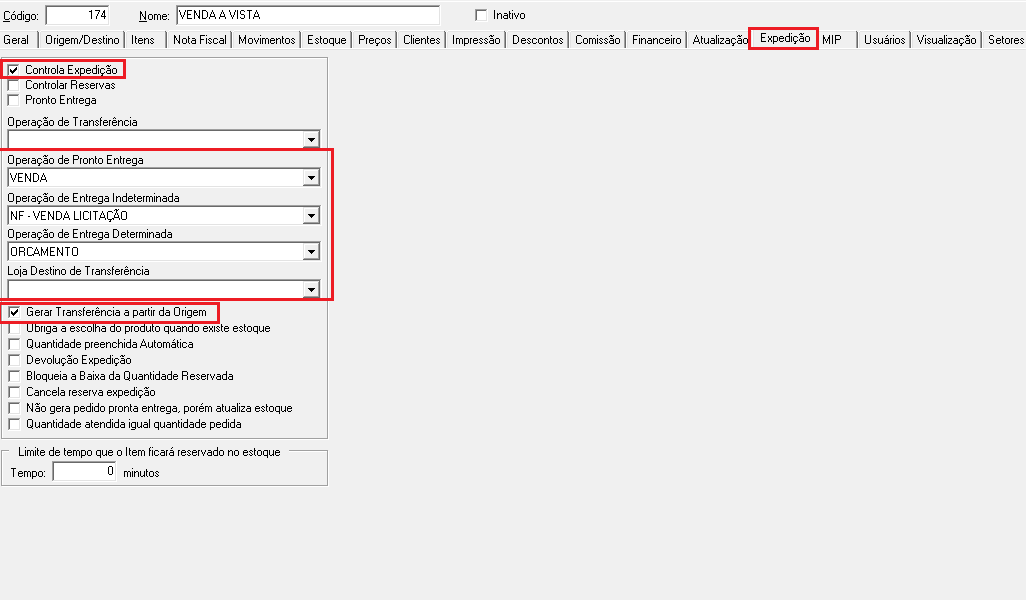 Código: 174 Nome: VENDA A VISTA Inativo
Geral Origem/Destino Itens Nota Fiscal Movimentos Estoque Preços Clientes Impressão Descontos Comissão Financeiro Atualização Expedição MIP Usuários Visualização Setores
Controla Expedição
Controlar Reservas
Pronto Entrega
Operação de Transferência
Operação de Pronto Entrega
VENDA
Operação de Entrega Indeterminada
NF - VENDA LICITAÇÃO
Operação de Entrega Determinada
ORCAMENTO
Loja Destino de Transferência
Gerar Transferência a partir da Origem
Obriga a escolha do produto quando existe estoque
Quantidade preenchida Automática
Devolução Expedição
Bloqueia a Baixa da Quantidade Reservada
Cancela reserva expedição
Não gera pedido pronta entrega, porém atualiza estoque
Quantidade atendida igual quantidade pedida
Limite de tempo que o Item ficará reservado no estoque
Tempo: 0 minutos